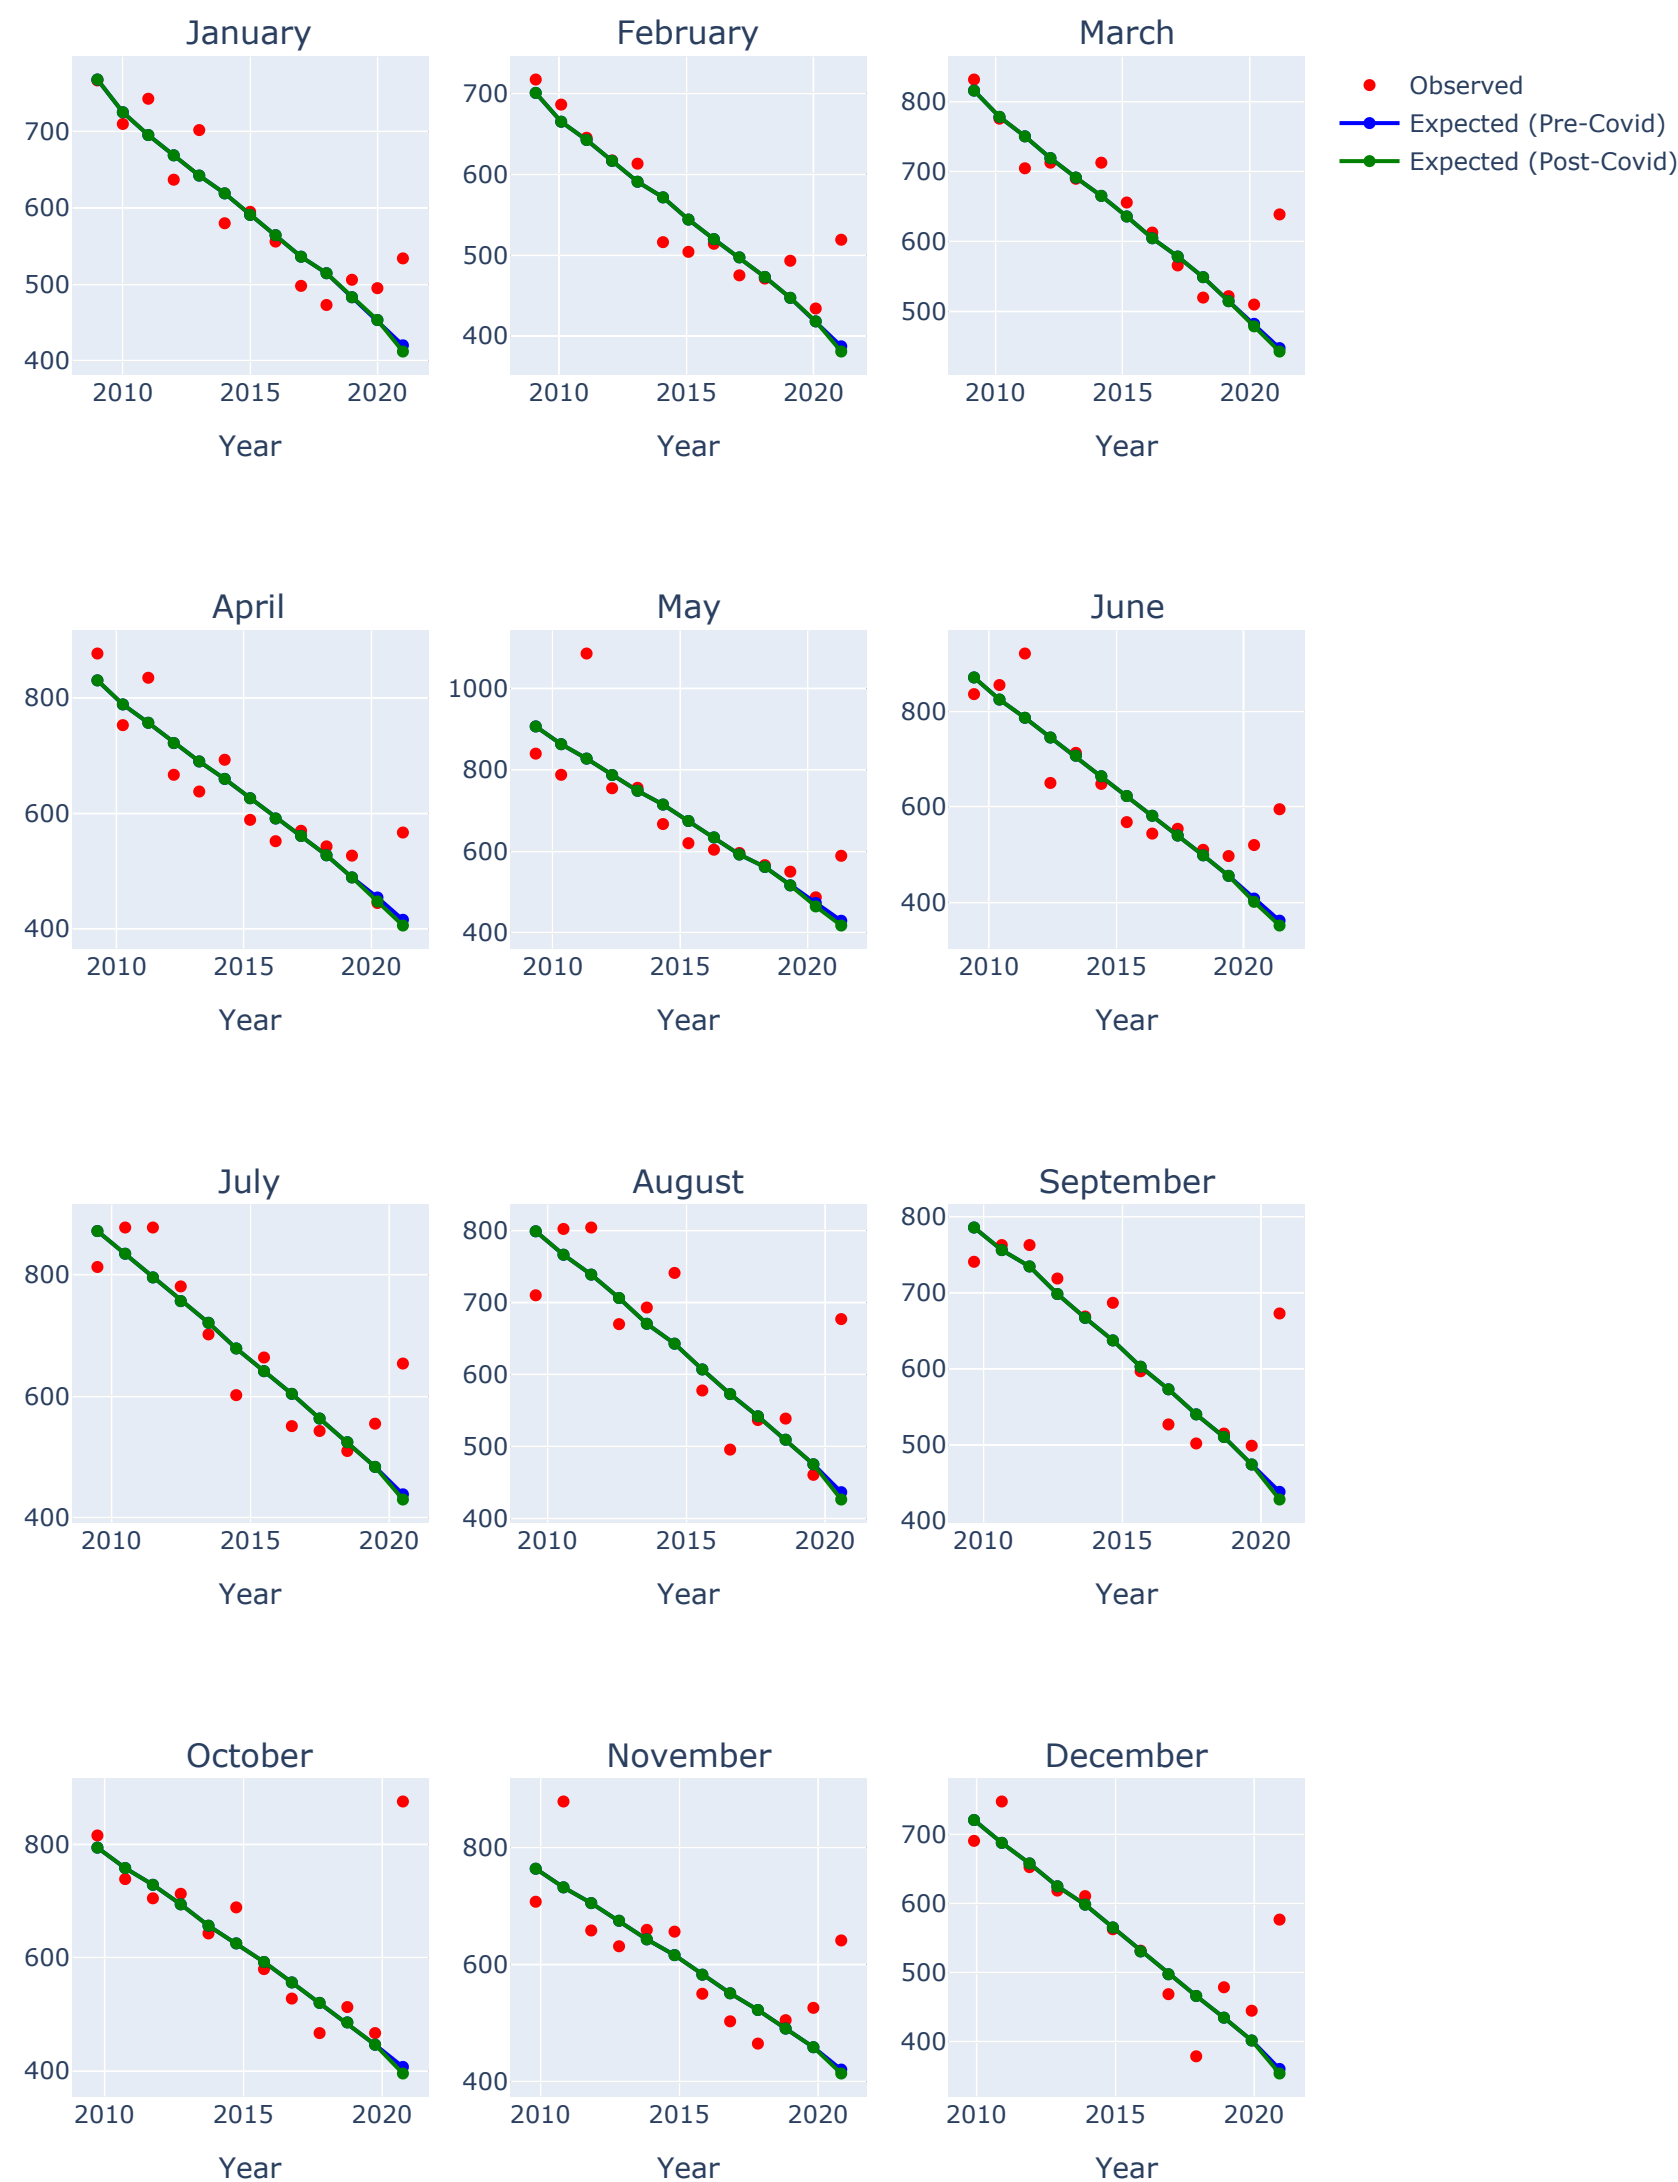 January
February
March
Observed
Expected (Pre-Covid)
Expected (Post-Covid)
700
600
500
400
2010 2015 2020
Year
700
600
500
400
2010 2015 2020
Year
800
700
600
500
2010 2015 2020
Year
April
May
June
800
600
400
2010 2015 2020
Year
1000
800
600
400
2010 2015 2020
Year
800
600
400
2010 2015 2020
Year
July
August
September
800
600
400
2010 2015 2020
Year
800
700
600
500
400
2010 2015 2020
Year
800
700
600
500
400
2010 2015 2020
Year
October
November
December
800
600
400
2010 2015 2020
Year
800
600
400
2010 2015 2020
Year
700
600
500
400
2010 2015 2020
Year